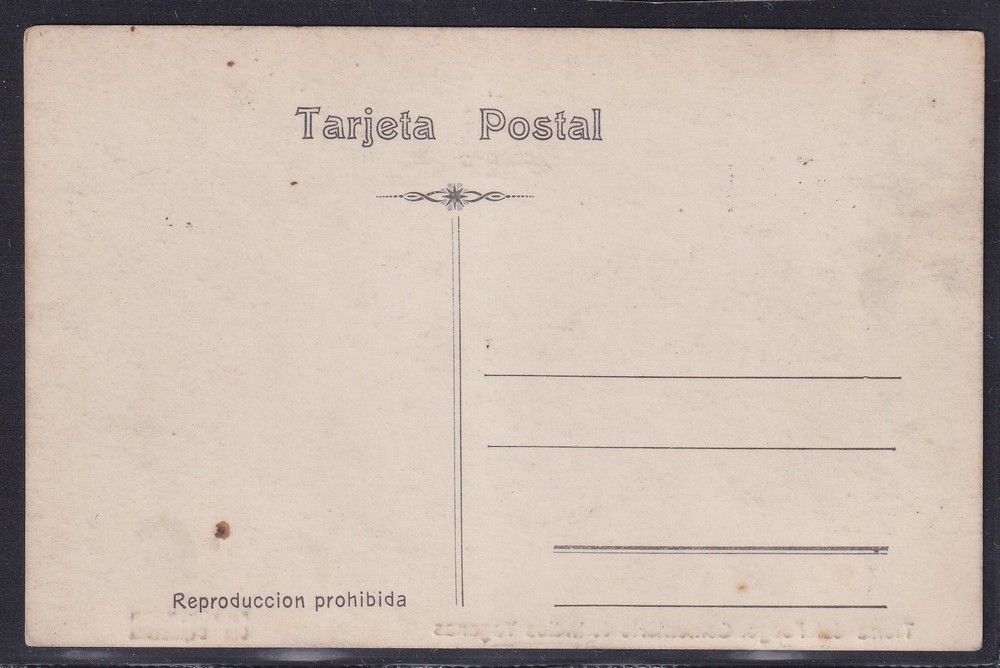 Tarjeta Postal
Reproduccion prohibida